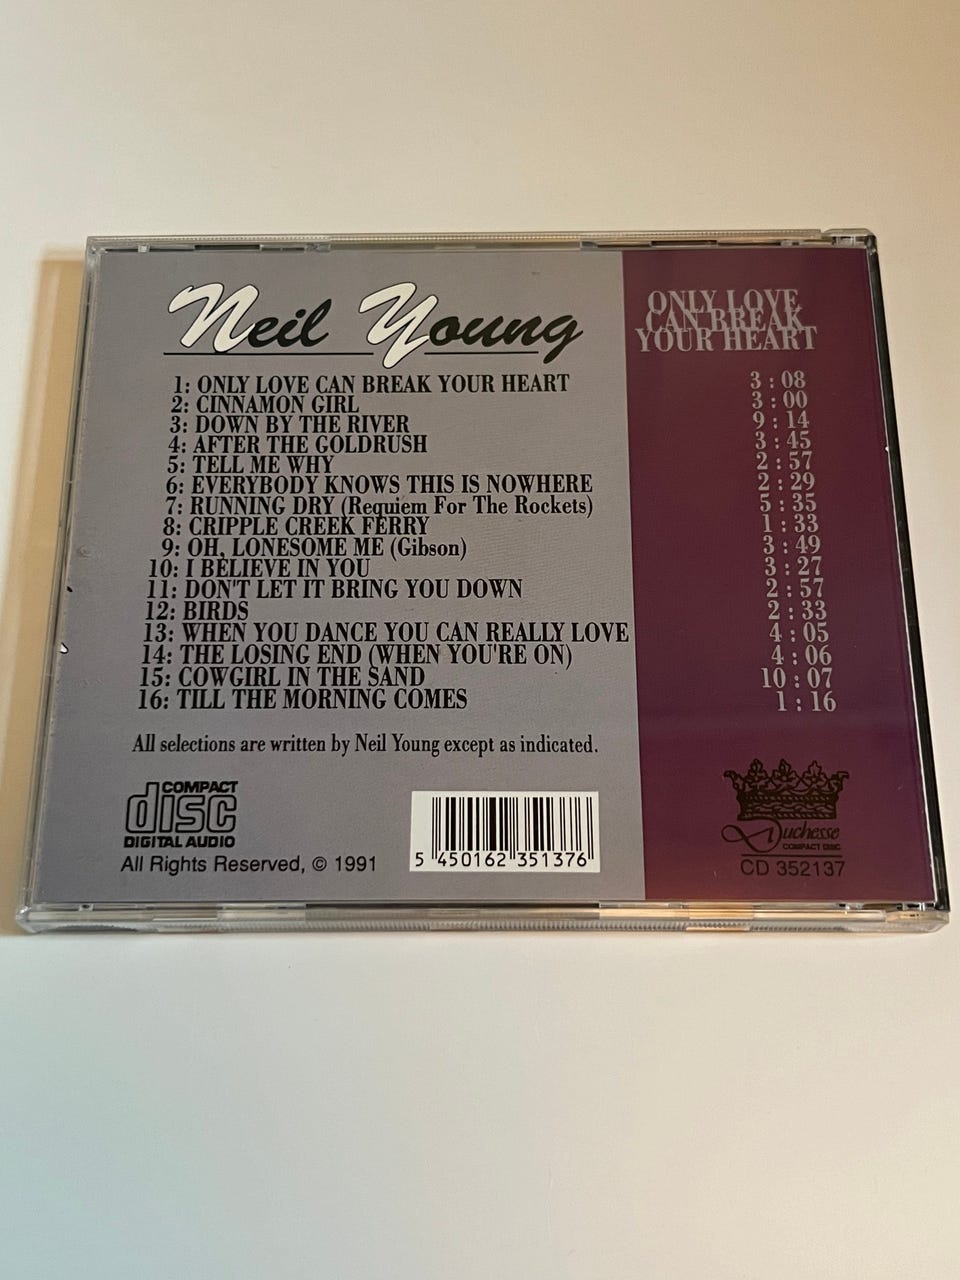 Neil Young
ONLY LOVE
CAN BREAK
YOUR HEART
1: ONLY LOVE CAN BREAK YOUR HEART 3:08
2: CINNAMON GIRL 3:00
3: DOWN BY THE RIVER 9:14
4: AFTER THE GOLDRUSH 3:45
5: TELL ME WHY 2:57
6: EVERYBODY KNOWS THIS IS NOWHERE 2:29
7: RUNNING DRY (Requiem For The Rockets) 5:35
8: CRIPPLE CREEK FERRY 1:33
9: OH, LONESOME ME (Gibson) 3:49
10: I BELIEVE IN YOU 3:27
11: DON'T LET IT BRING YOU DOWN 2:57
12: BIRDS 2:33
13: WHEN YOU DANCE YOU CAN REALLY LOVE 4:05
14: THE LOSING END (WHEN YOU'RE ON) 4:06
15: COWGIRL IN THE SAND 10:07
16: TILL THE MORNING COMES 1:16
All selections are written by Neil Young except as indicated.
COMPACT
disc
DIGITAL AUDIO
All Rights Reserved, © 1991
5 450162 351376
Duchesse
COMPACT DISC
CD 352137